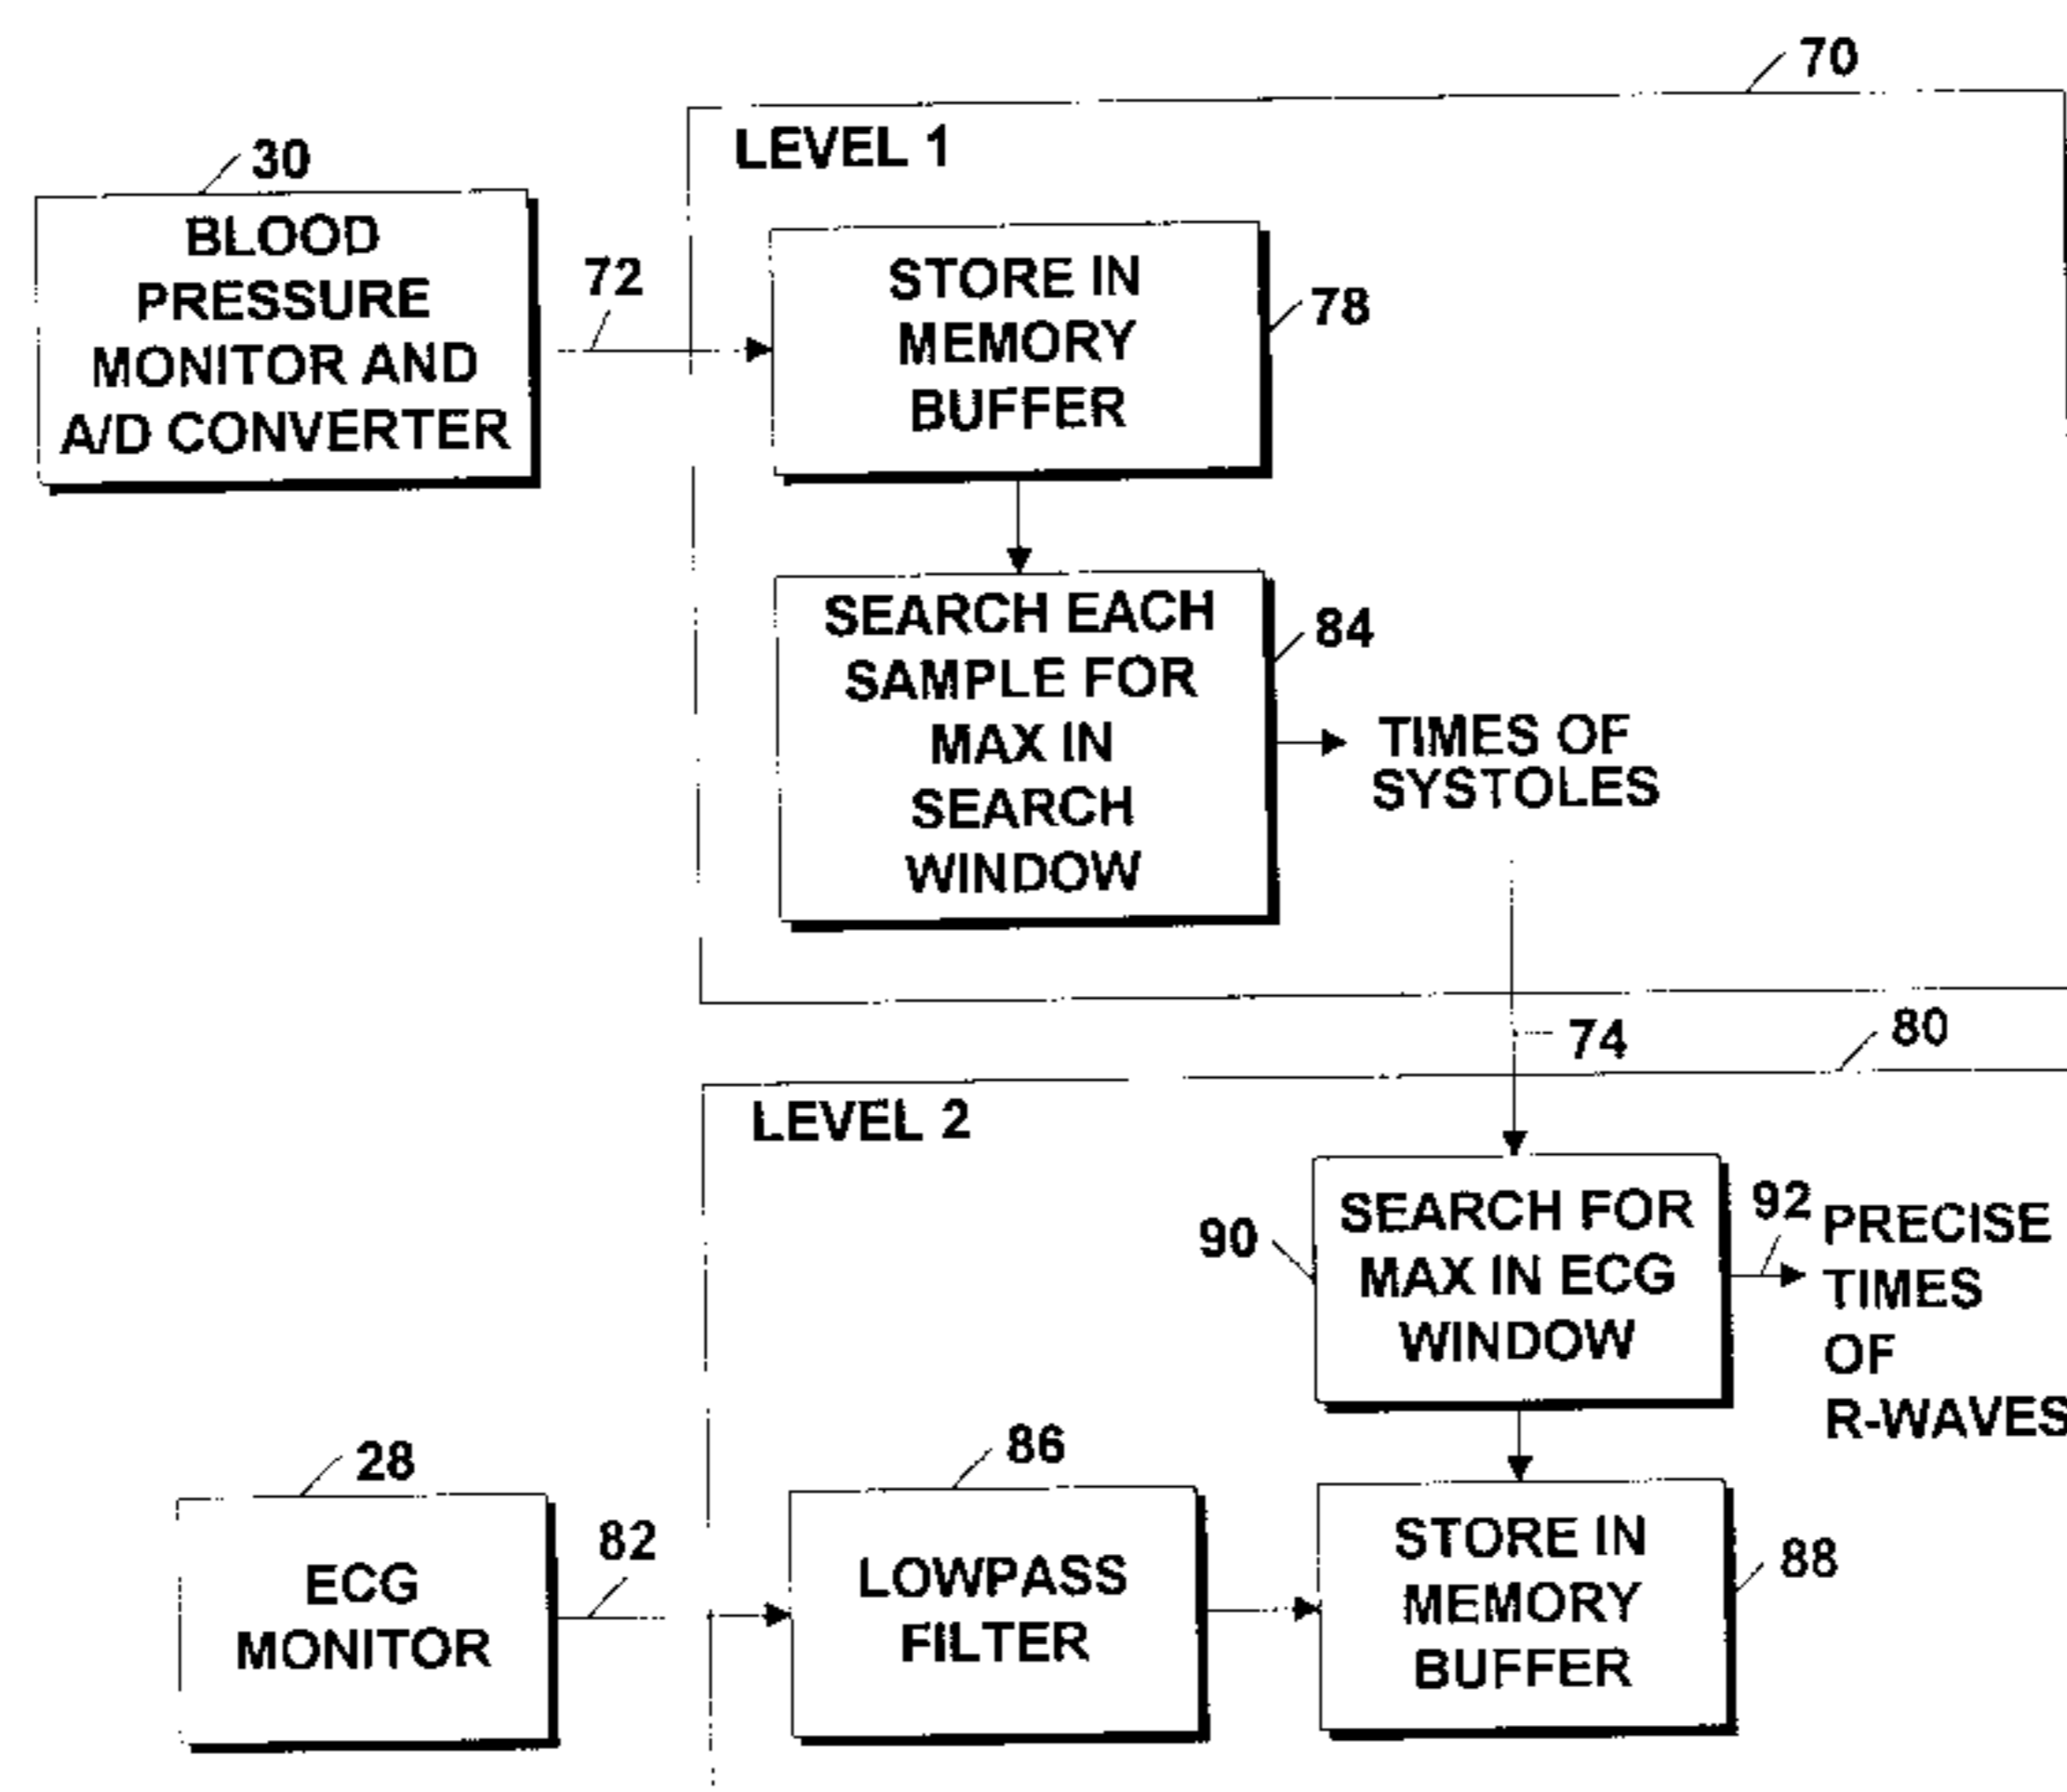 70
LEVEL 1
30
BLOOD
PRESSURE
MONITOR AND
A/D CONVERTER
72
STORE IN
MEMORY
BUFFER
78
SEARCH EACH
SAMPLE FOR
MAX IN
SEARCH
WINDOW
84
TIMES OF
SYSTOLES
74
80
LEVEL 2
90
SEARCH FOR
MAX IN ECG
WINDOW
92
PRECISE
TIMES
OF
R-WAVES
28
ECG
MONITOR
82
86
LOWPASS
FILTER
STORE IN
MEMORY
BUFFER
88